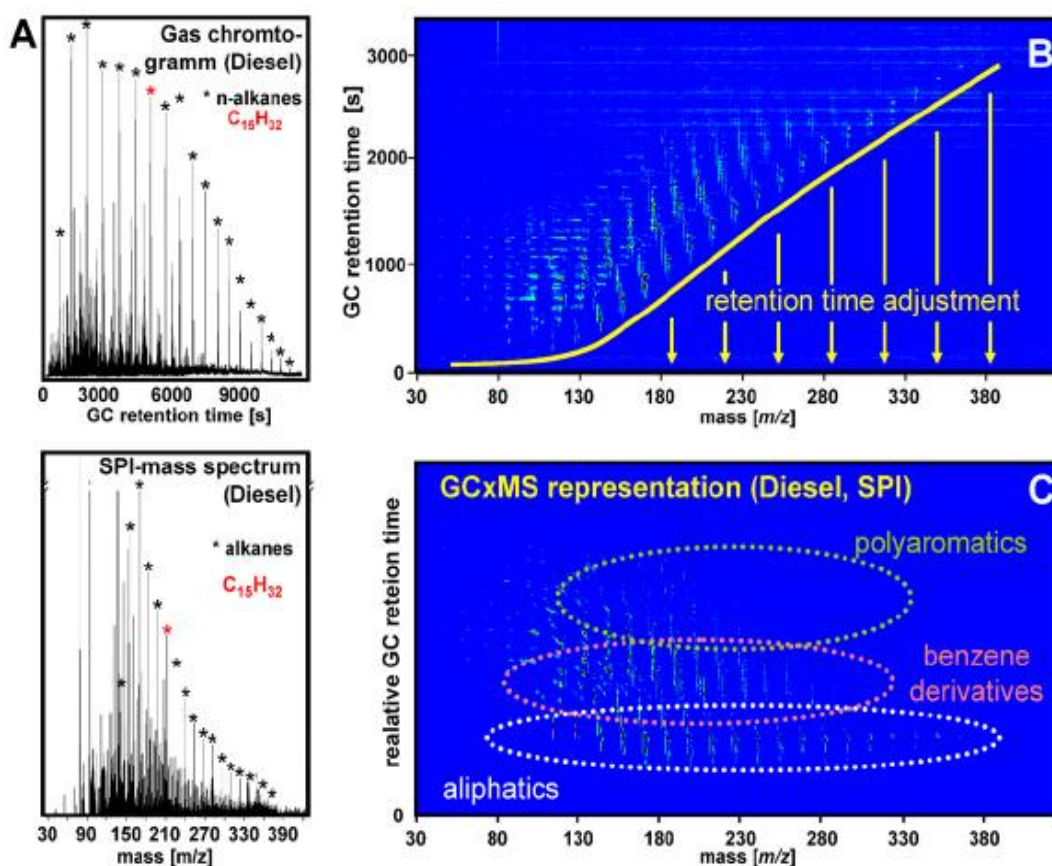 A
Gas chromto-
gramm (Diesel)
* n-alkanes
C15H32
0 3000 6000 9000
GC retention time [s]
SPI-mass spectrum
(Diesel)
* alkanes
C15H32
30 90 150 210 270 330 390
mass [m/z]
B
3000
2000
1000
0
GC retention time [s]
retention time adjustment
30 80 130 180 230 280 330 380
mass [m/z]
C
GCxMS representation (Diesel, SPI)
polyaromatics
benzene
derivatives
aliphatics
realative GC reteion time
0
30 80 130 180 230 280 330 380
mass [m/z]